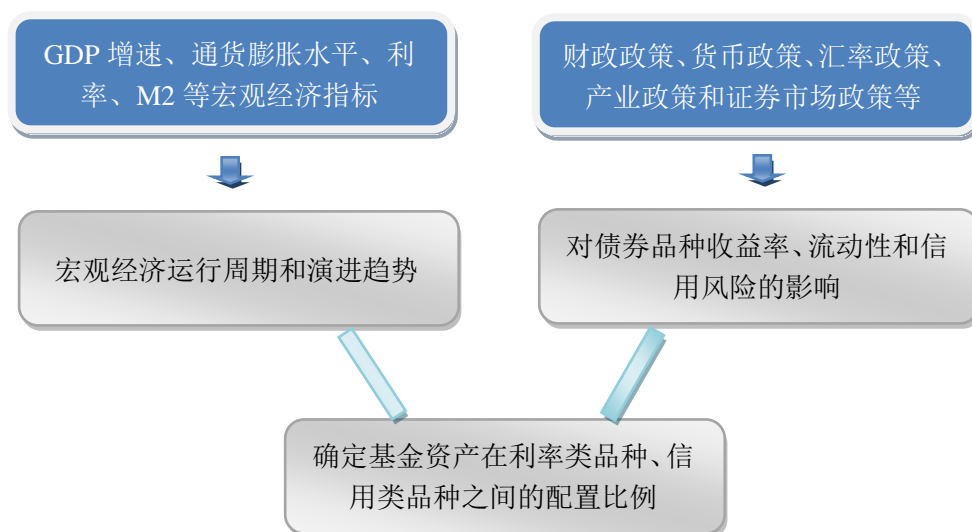 GDP 增速、通货膨胀水平、利
率、M2 等宏观经济指标
财政政策、货币政策、汇率政策、
产业政策和证券市场政策等
宏观经济运行周期和演进趋势
对债券品种收益率、流动性和信
用风险的影响
确定基金资产在利率类品种、信
用类品种之间的配置比例